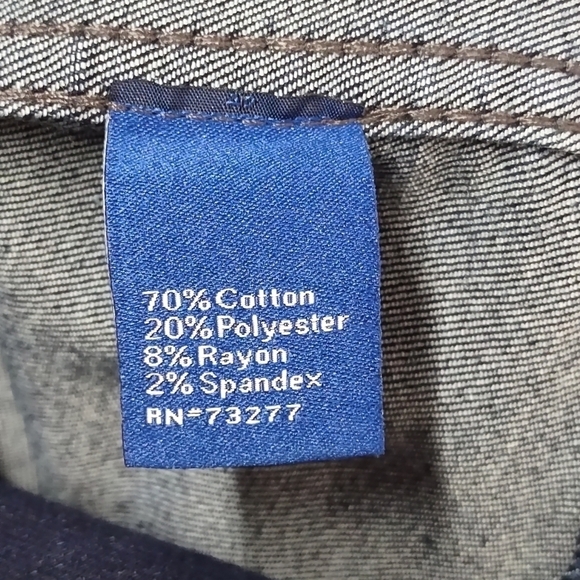 70% Cotton
20% Polyester
8% Rayon
2% Spandex
RN#73277